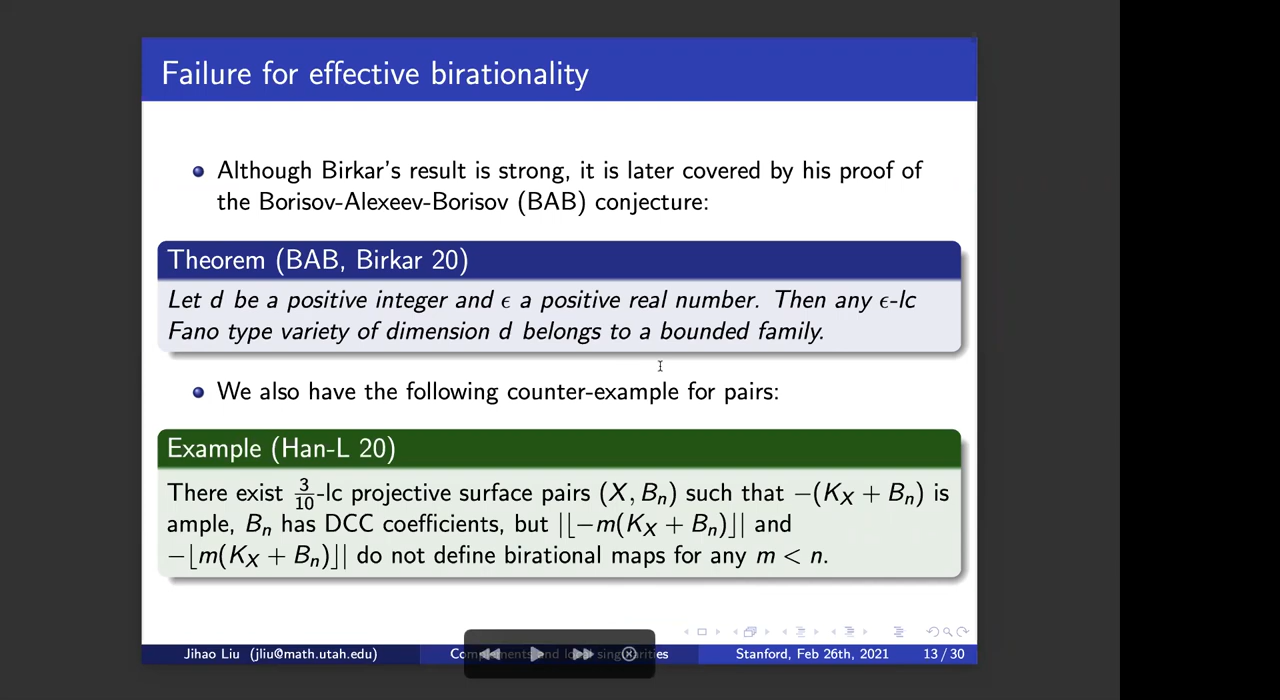 Failure for effective birationality
Although Birkar's result is strong, it is later covered by his proof of
the Borisov-Alexeev-Borisov (BAB) conjecture:
Theorem (BAB, Birkar 20)
Let d be a positive integer and ϵ a positive real number. Then any ϵ-lc
Fano type variety of dimension d belongs to a bounded family.
We also have the following counter-example for pairs:
Example (Han-L 20)
There exist 3/10-lc projective surface pairs (X, Bₙ) such that −(K_X + Bₙ) is
ample, Bₙ has DCC coefficients, but |⌊−m(K_X + Bₙ)⌋| and
−⌊m(K_X + Bₙ)⌋| do not define birational maps for any m < n.
Jihao Liu (jliu@math.utah.edu)
Stanford, Feb 26th, 2021
13 / 30